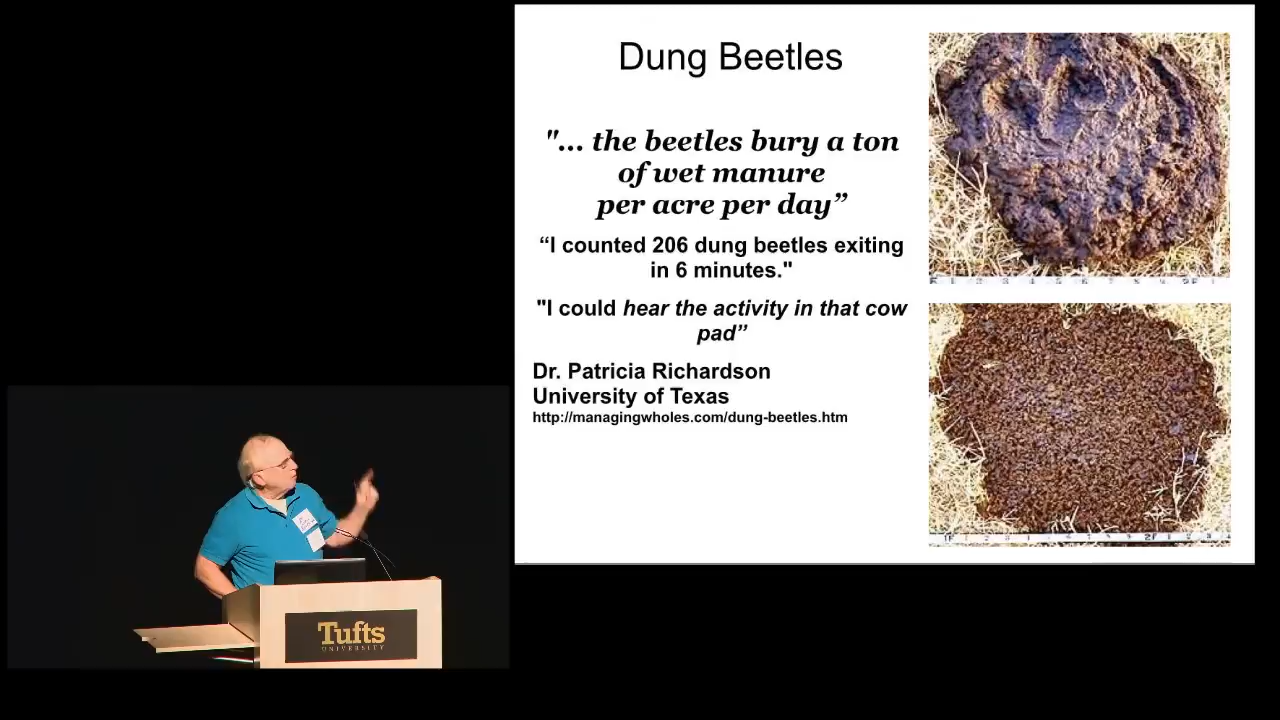 Dung Beetles
"... the beetles bury a ton
of wet manure
per acre per day”
“I counted 206 dung beetles exiting
in 6 minutes."
"I could hear the activity in that cow
pad”
Dr. Patricia Richardson
University of Texas
http://managingwholes.com/dung-beetles.htm
Tufts
UNIVERSITY